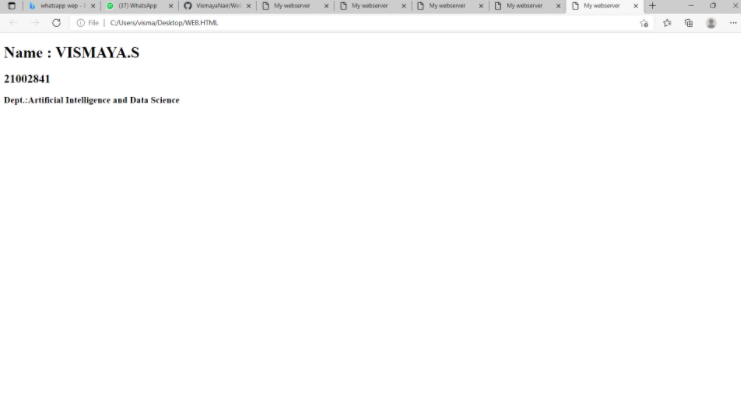 whatsapp wep - 
(37) WhatsApp
VismayaNair/Web
My webserver
My webserver
My webserver
My webserver
My webserver
File
C:/Users/visma/Desktop/WEB.HTML
Name : VISMAYA.S
21002841
Dept.:Artificial Intelligence and Data Science